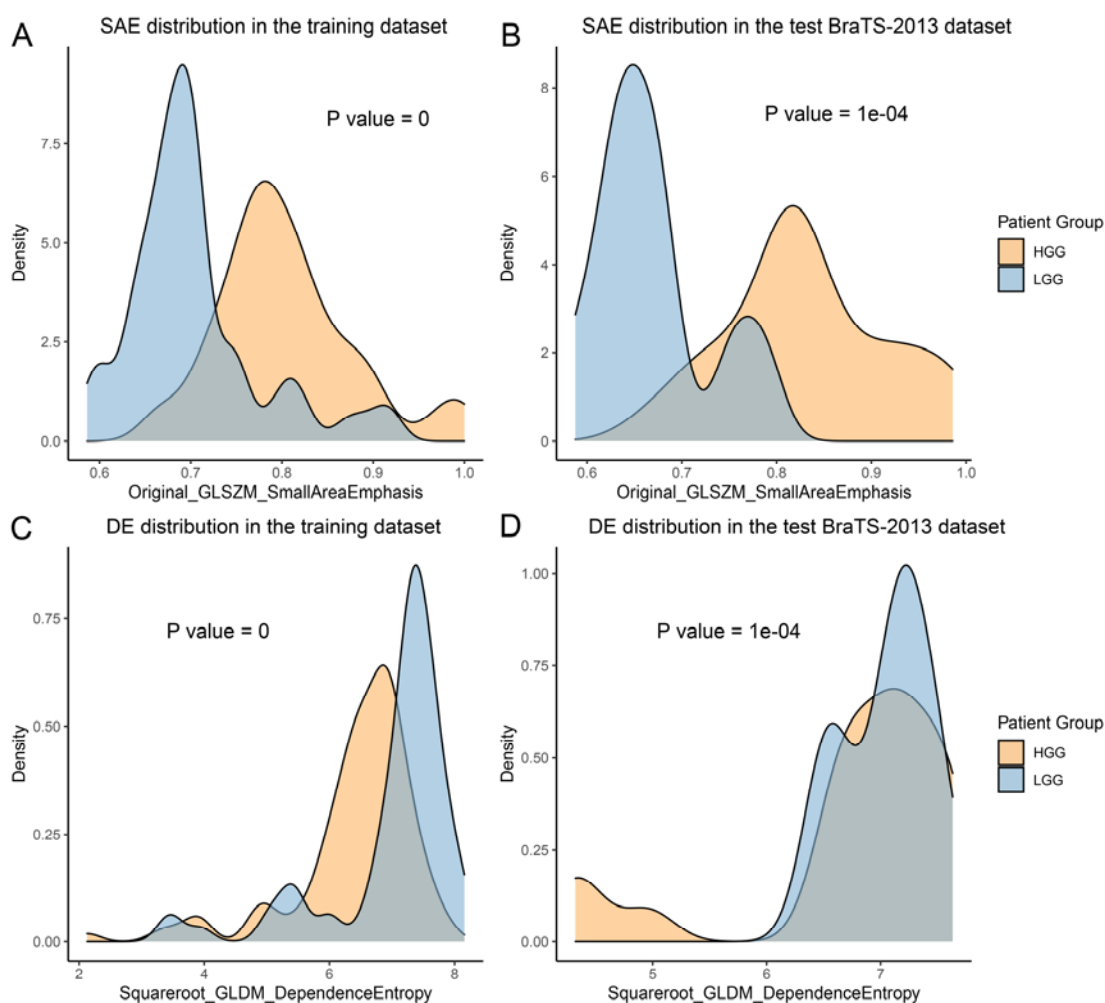 A
SAE distribution in the training dataset
P value = 0
Density
7.5
5.0
2.5
0.0
0.6 0.7 0.8 0.9 1.0
Original_GLSZM_SmallAreaEmphasis
B
SAE distribution in the test BraTS-2013 dataset
P value = 1e-04
Density
8
6
4
2
0
0.6 0.7 0.8 0.9 1.0
Original_GLSZM_SmallAreaEmphasis
Patient Group
HGG
LGG
C
DE distribution in the training dataset
P value = 0
Density
0.75
0.50
0.25
0.00
2 4 6 8
Squareroot_GLDM_DependenceEntropy
D
DE distribution in the test BraTS-2013 dataset
P value = 1e-04
Density
1.00
0.75
0.50
0.25
0.00
5 6 7
Squareroot_GLDM_DependenceEntropy
Patient Group
HGG
LGG